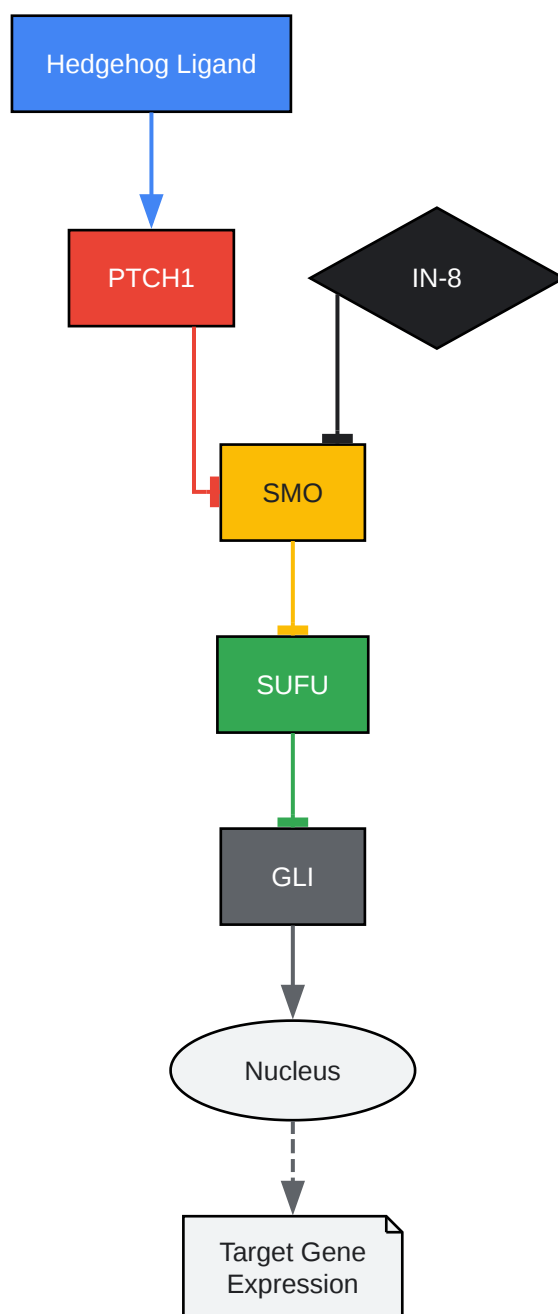 Hedgehog Ligand
PTCH1
IN-8
SMO
SUFU
GLI
Nucleus
Target Gene
Expression